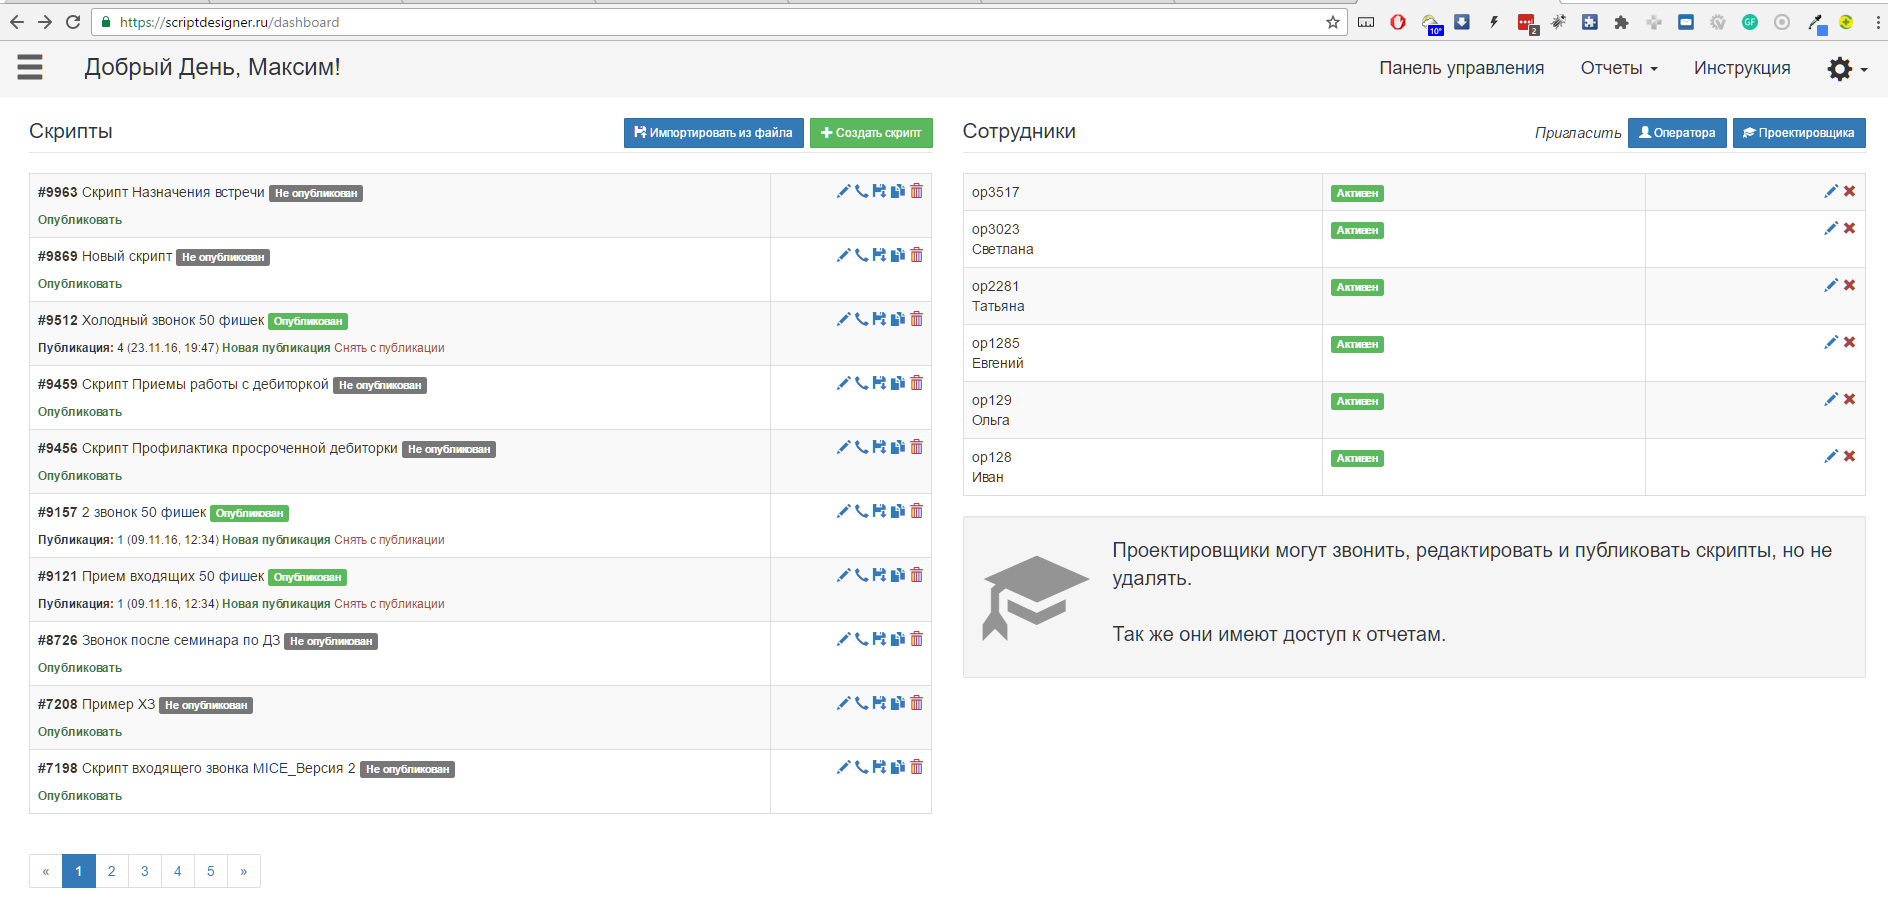 https://scriptdesigner.ru/dashboard
10°
2
GF
Добрый День, Максим!
Панель управления
Отчеты
Инструкция
Скрипты
Импортировать из файла
Создать скрипт
#9963 Скрипт Назначения встречи Не опубликован
Опубликовать
#9869 Новый скрипт Не опубликован
Опубликовать
#9512 Холодный звонок 50 фишек Опубликован
Публикация: 4 (23.11.16, 19:47) Новая публикация Снять с публикации
#9459 Скрипт Приемы работы с дебиторкой Не опубликован
Опубликовать
#9456 Скрипт Профилактика просроченной дебиторки Не опубликован
Опубликовать
#9157 2 звонок 50 фишек Опубликован
Публикация: 1 (09.11.16, 12:34) Новая публикация Снять с публикации
#9121 Прием входящих 50 фишек Опубликован
Публикация: 1 (09.11.16, 12:34) Новая публикация Снять с публикации
#8726 Звонок после семинара по ДЗ Не опубликован
Опубликовать
#7208 Пример ХЗ Не опубликован
Опубликовать
#7198 Скрипт входящего звонка MICE_Версия 2 Не опубликован
Опубликовать
« 1 2 3 4 5 »
Сотрудники
Пригласить
Оператора
Проектировщика
op3517 Активен
op3023 Активен
Светлана
op2281 Активен
Татьяна
op1285 Активен
Евгений
op129 Активен
Ольга
op128 Активен
Иван
Проектировщики могут звонить, редактировать и публиковать скрипты, но не
удалять.
Так же они имеют доступ к отчетам.